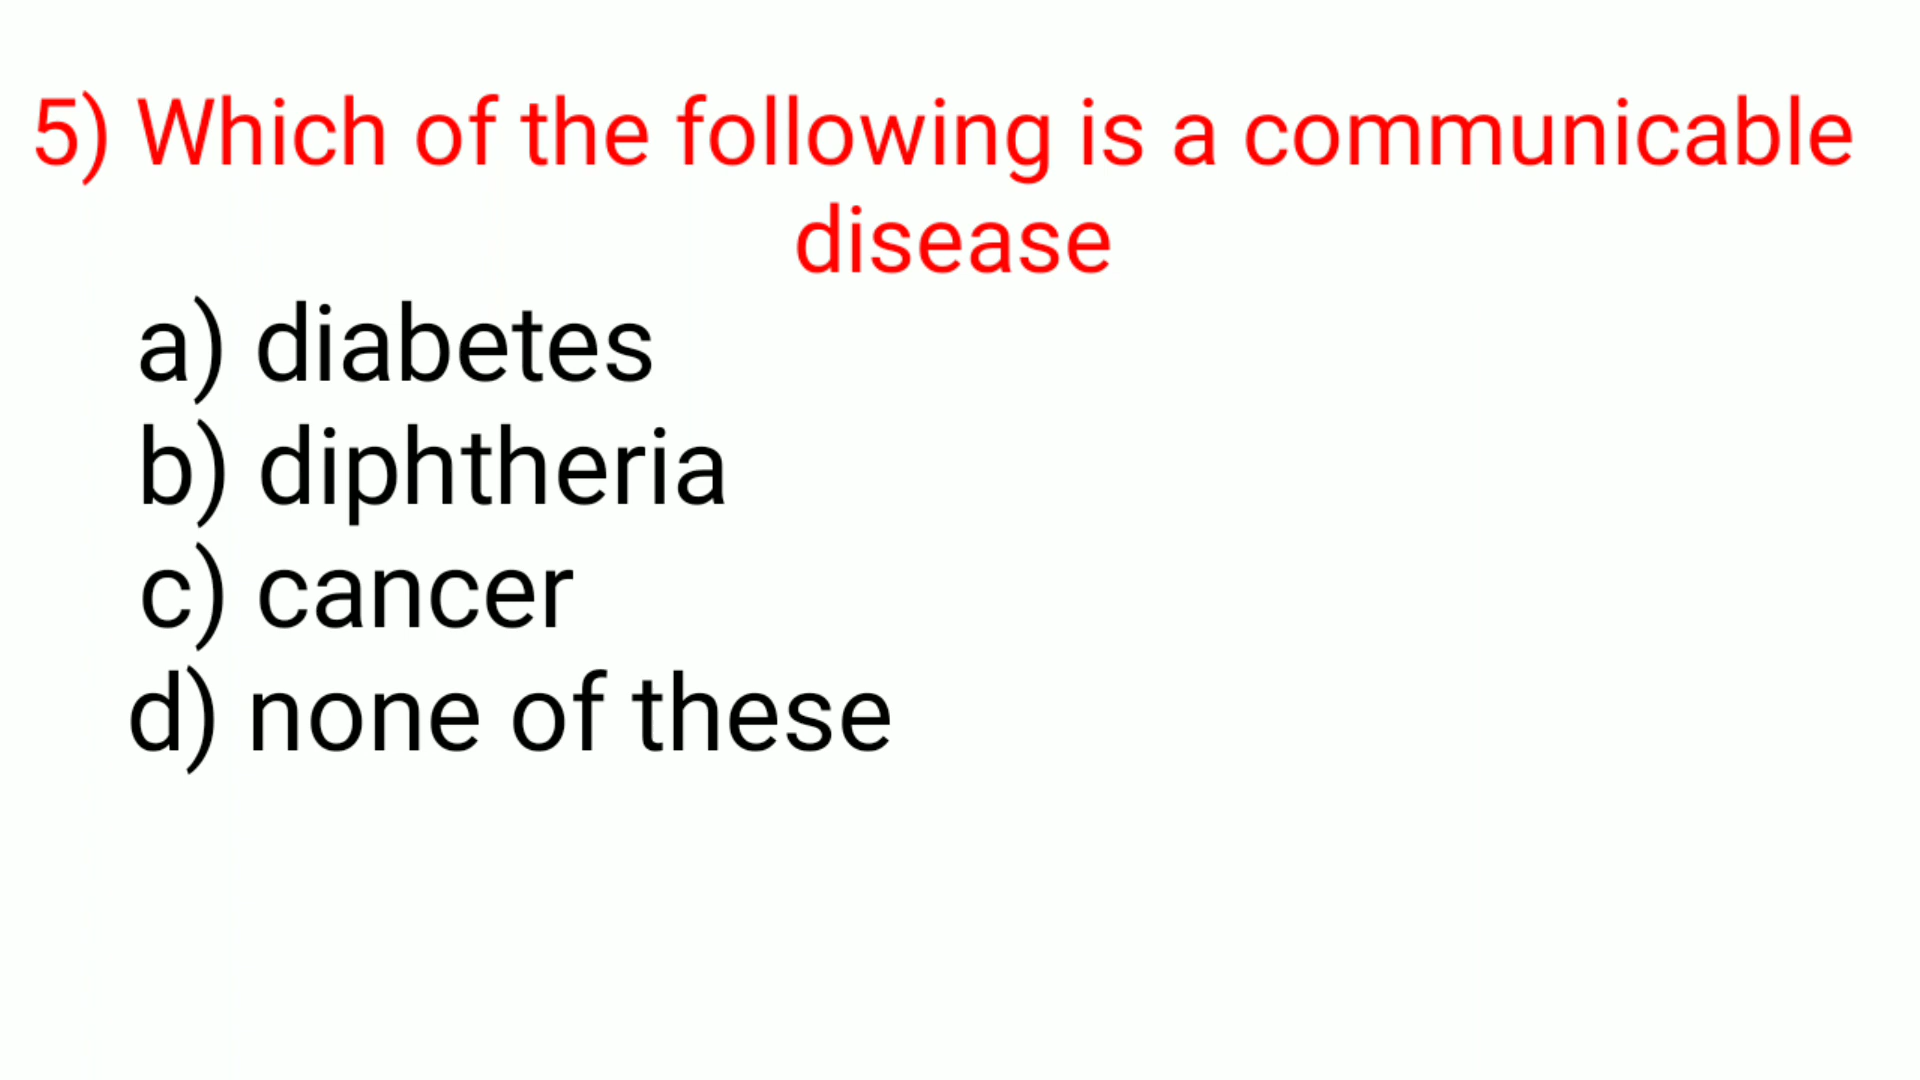 5) Which of the following is a communicable
disease
a) diabetes
b) diphtheria
c) cancer
d) none of these